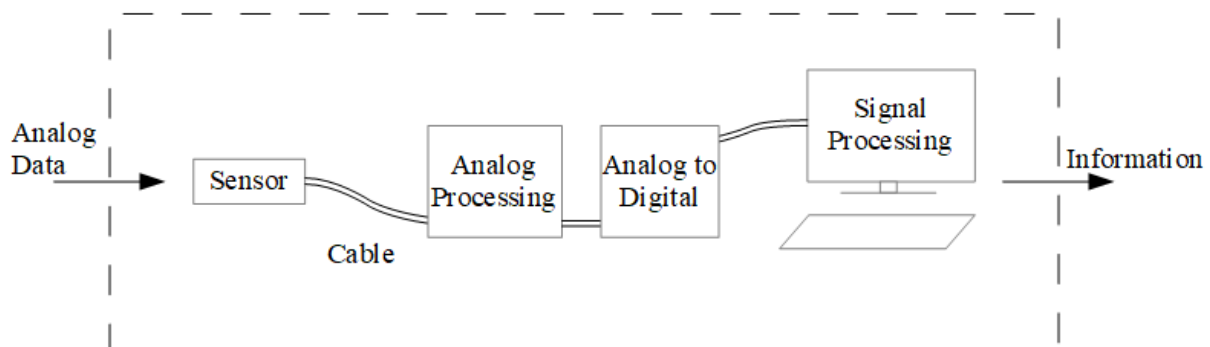 Analog
Data
Sensor
Cable
Analog
Processing
Analog to
Digital
Signal
Processing
Information